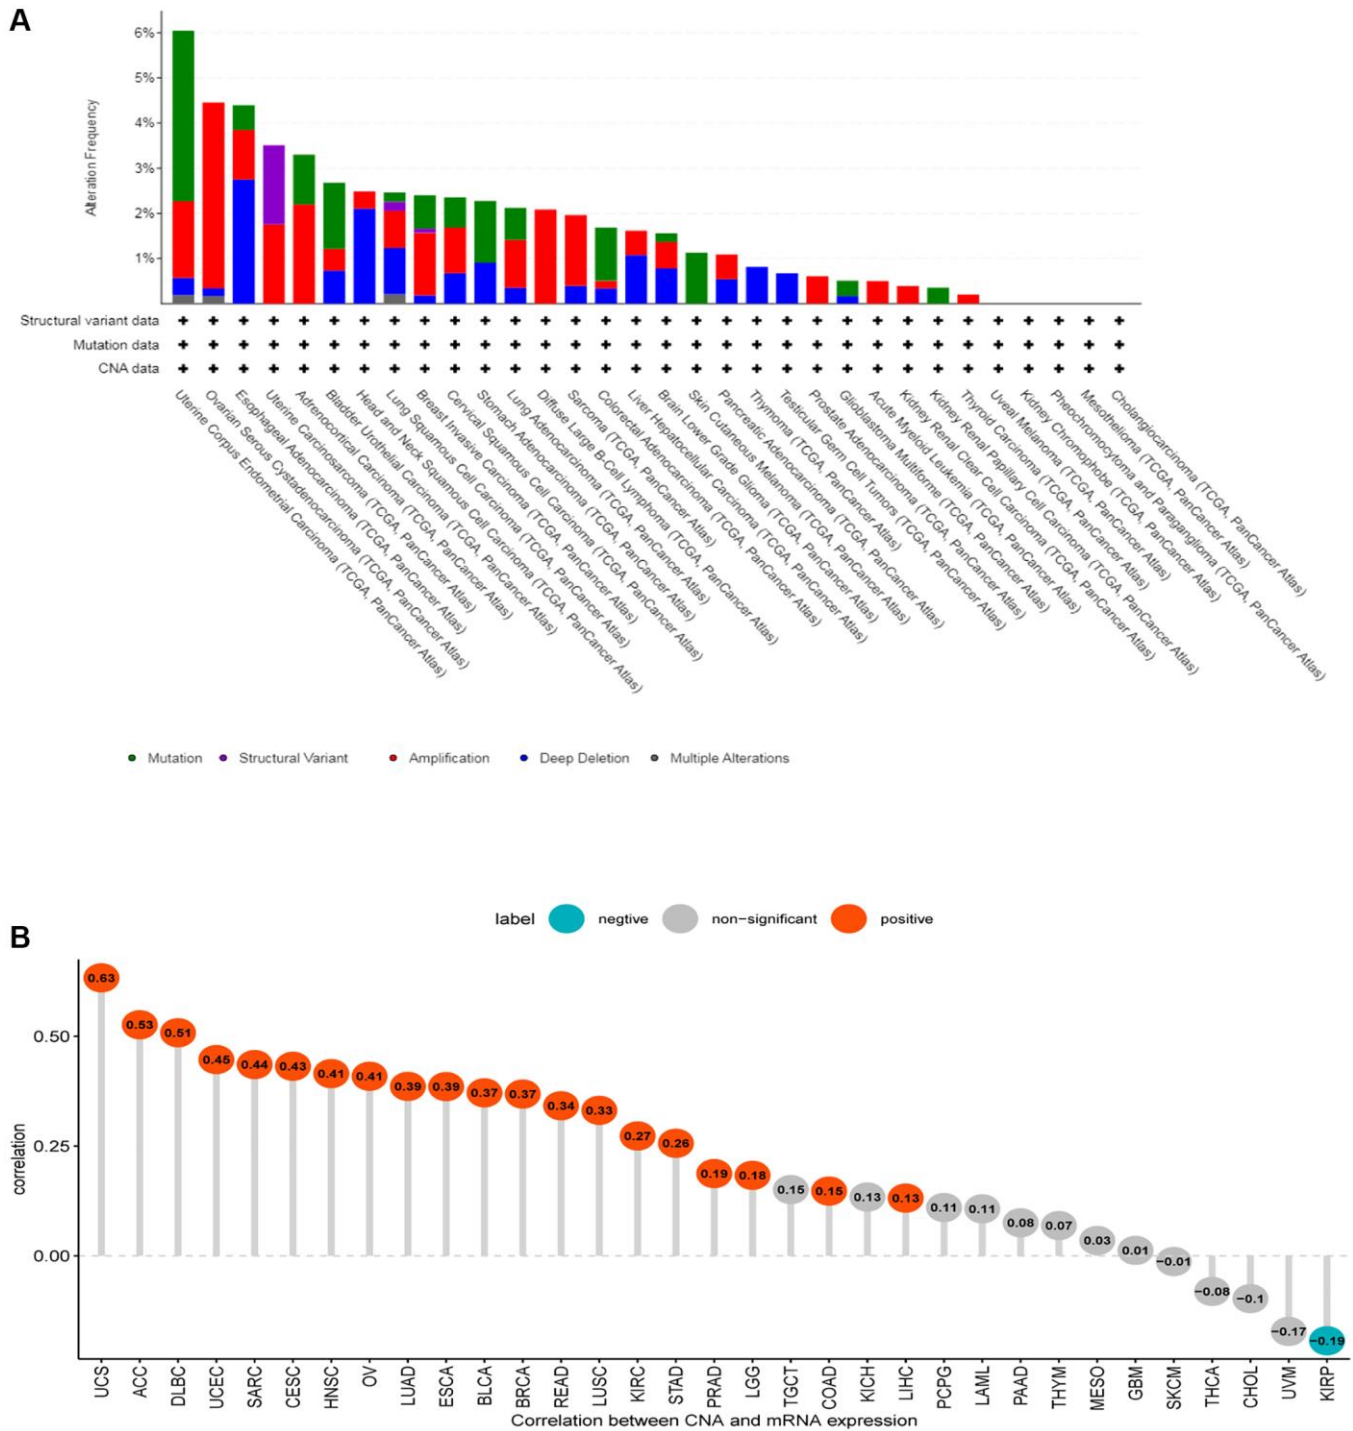 A
6%
5%
4%
3%
2%
1%
Alteration Frequency
Structural variant data
Mutation data
CNA data
Uterine Corpus Endometrial Carcinoma (TCGA, PanCancer Atlas)
Ovarian Serous Cystadenocarcinoma (TCGA, PanCancer Atlas)
Esophageal Adenocarcinoma (TCGA, PanCancer Atlas)
Uterine Carcinosarcoma (TCGA, PanCancer Atlas)
Adrenocortical Carcinoma (TCGA, PanCancer Atlas)
Bladder Urothelial Carcinoma (TCGA, PanCancer Atlas)
Head and Neck Squamous Cell Carcinoma (TCGA, PanCancer Atlas)
Lung Squamous Cell Carcinoma (TCGA, PanCancer Atlas)
Breast Invasive Carcinoma (TCGA, PanCancer Atlas)
Cervical Squamous Cell Carcinoma (TCGA, PanCancer Atlas)
Stomach Adenocarcinoma (TCGA, PanCancer Atlas)
Lung Adenocarcinoma (TCGA, PanCancer Atlas)
Diffuse Large B-Cell Lymphoma (TCGA, PanCancer Atlas)
Sarcoma (TCGA, PanCancer Atlas)
Colorectal Adenocarcinoma (TCGA, PanCancer Atlas)
Liver Hepatocellular Carcinoma (TCGA, PanCancer Atlas)
Brain Lower Grade Glioma (TCGA, PanCancer Atlas)
Skin Cutaneous Melanoma (TCGA, PanCancer Atlas)
Pancreatic Adenocarcinoma (TCGA, PanCancer Atlas)
Thymoma (TCGA, PanCancer Atlas)
Testicular Germ Cell Tumors (TCGA, PanCancer Atlas)
Prostate Adenocarcinoma (TCGA, PanCancer Atlas)
Glioblastoma Multiforme (TCGA, PanCancer Atlas)
Acute Myeloid Leukemia (TCGA, PanCancer Atlas)
Kidney Renal Clear Cell Carcinoma (TCGA, PanCancer Atlas)
Kidney Renal Papillary Cell Carcinoma (TCGA, PanCancer Atlas)
Thyroid Carcinoma (TCGA, PanCancer Atlas)
Uveal Melanoma (TCGA, PanCancer Atlas)
Kidney Chromophobe (TCGA, PanCancer Atlas)
Pheochromocytoma and Paraganglioma (TCGA, PanCancer Atlas)
Mesothelioma (TCGA, PanCancer Atlas)
Cholangiocarcinoma (TCGA, PanCancer Atlas)
Mutation Structural Variant Amplification Deep Deletion Multiple Alterations
B
label negtive non−significant positive
correlation
0.50
0.25
0.00
0.63
0.53
0.51
0.45
0.44
0.43
0.41
0.41
0.39
0.39
0.37
0.37
0.34
0.33
0.27
0.26
0.19
0.18
0.15
0.15
0.13
0.13
0.11
0.11
0.08
0.07
0.03
0.01
−0.01
−0.08
−0.1
−0.17
−0.19
UCS
ACC
DLBC
UCEC
SARC
CESC
HNSC
OV
LUAD
ESCA
BLCA
BRCA
READ
LUSC
KIRC
STAD
PRAD
LGG
TGCT
COAD
KICH
LIHC
PCPG
LAML
PAAD
THYM
MESO
GBM
SKCM
THCA
CHOL
UVM
KIRP
Correlation between CNA and mRNA expression